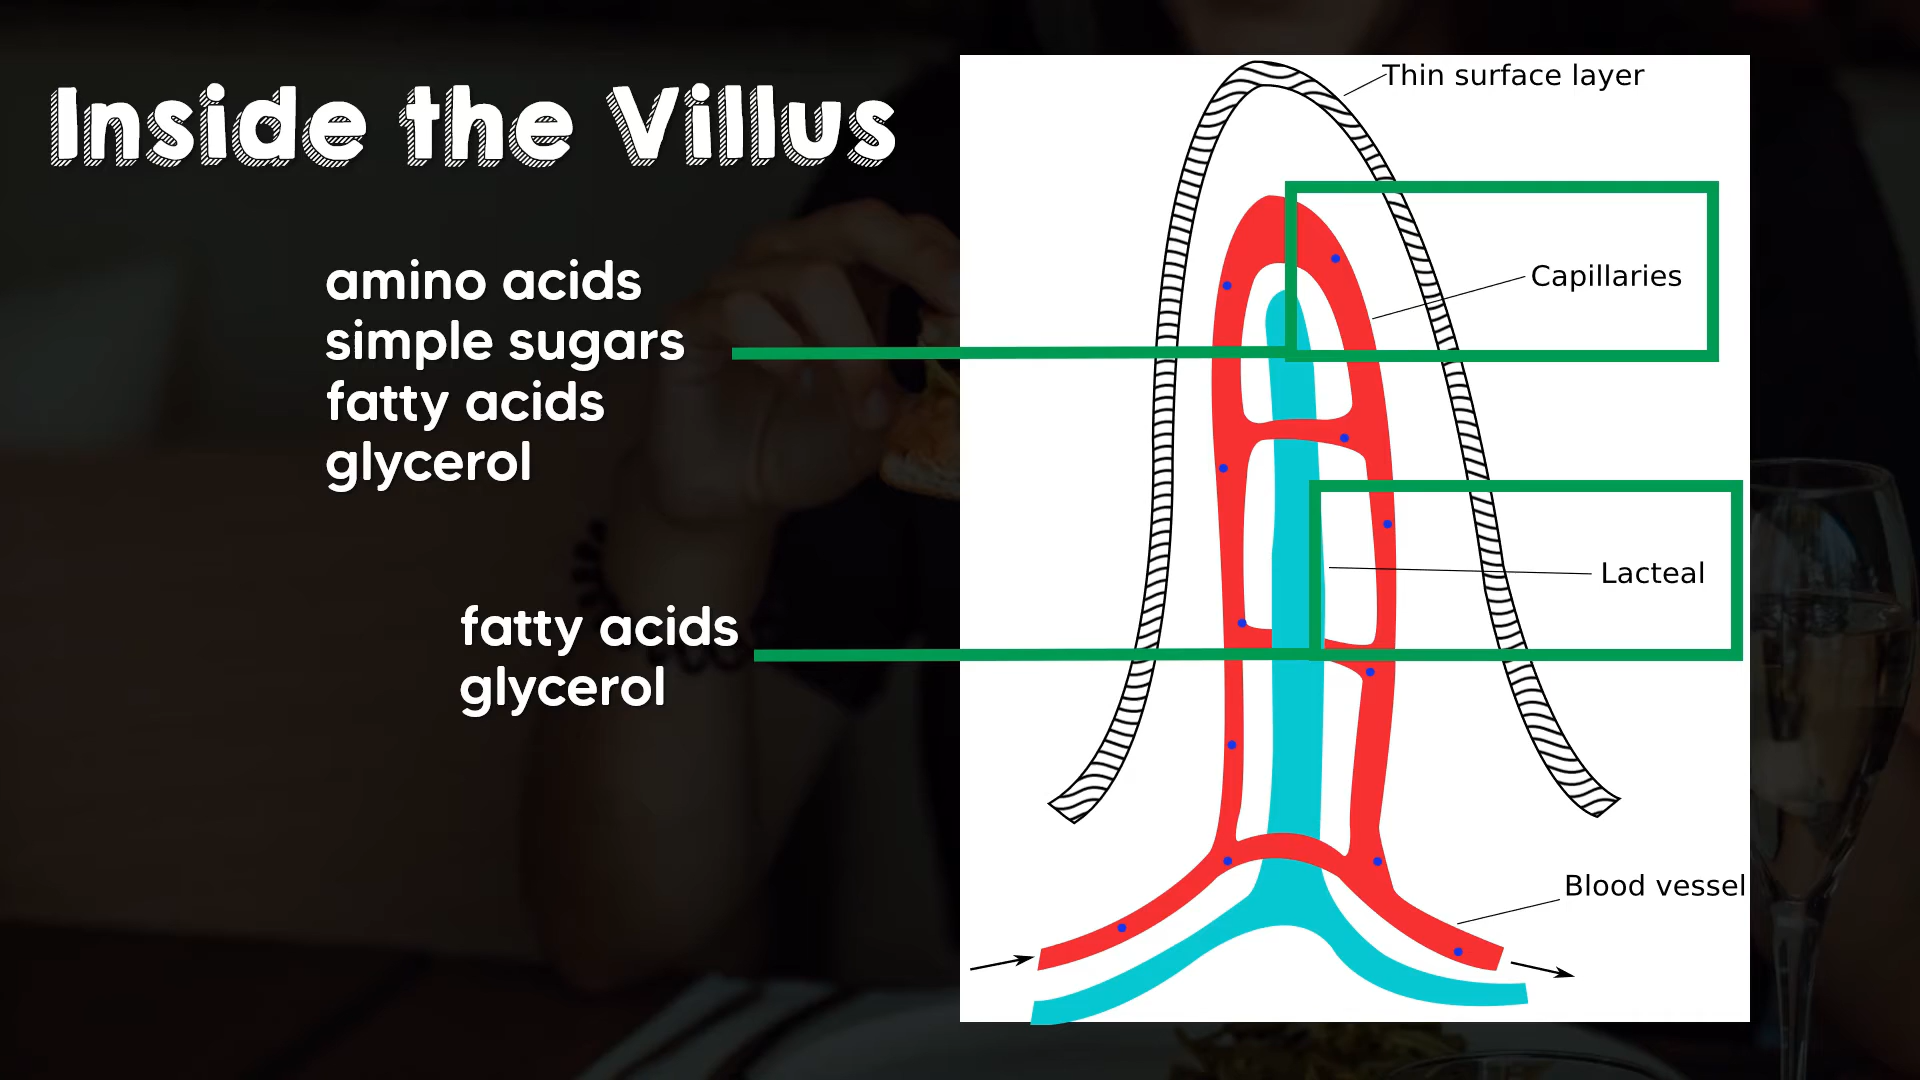 Inside the Villus
amino acids
simple sugars
fatty acids
glycerol
fatty acids
glycerol
Thin surface layer
Capillaries
Lacteal
Blood vessel